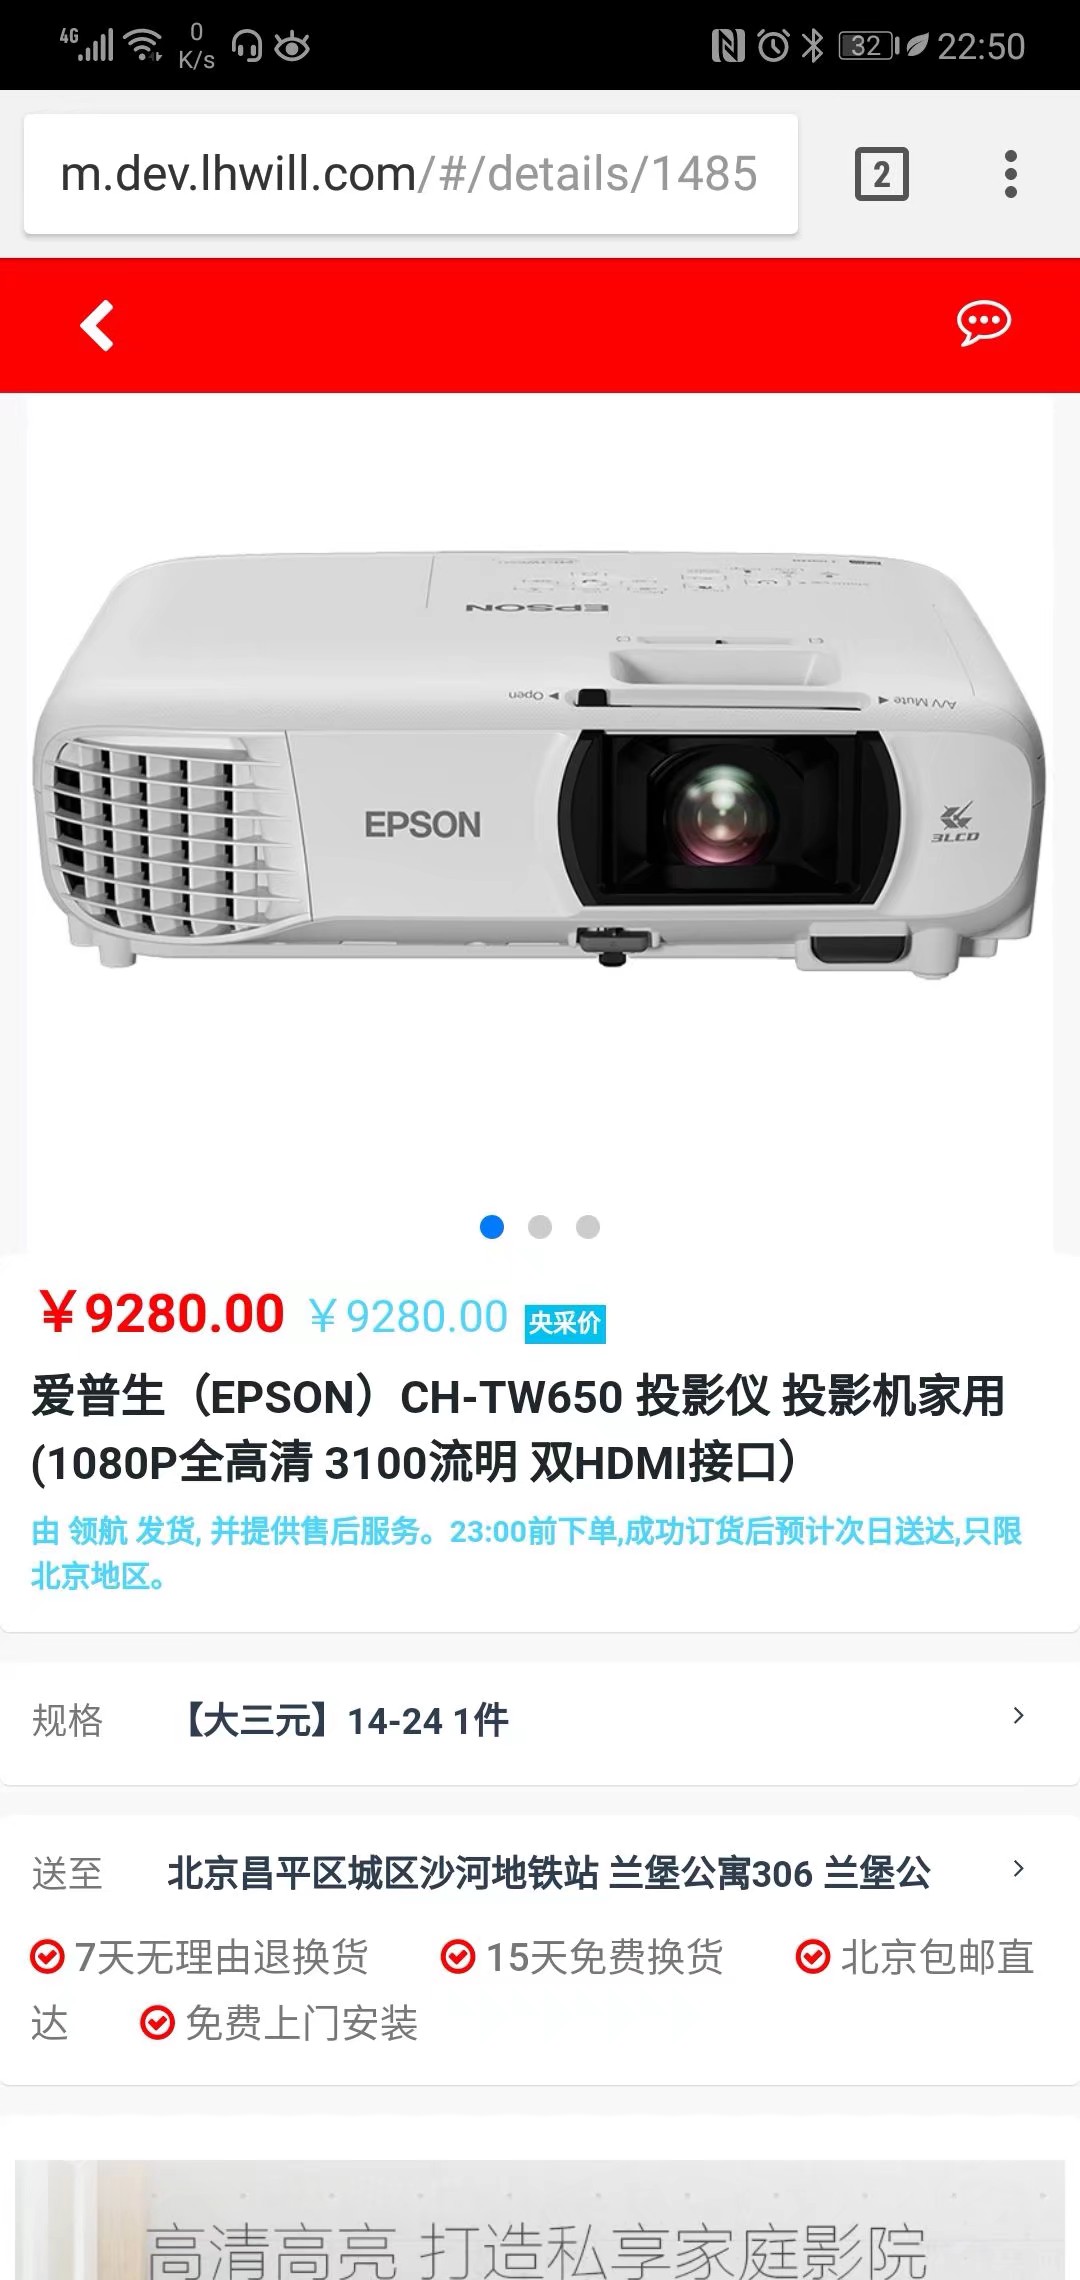 4G 0 K/s 32 22:50
m.dev.lhwill.com/#/details/1485 2
EPSON
Open
A/V Mute
EPSON
3LCD
￥9280.00 ￥9280.00 央采价
爱普生（EPSON）CH-TW650 投影仪 投影机家用
(1080P全高清 3100流明 双HDMI接口）
由 领航 发货, 并提供售后服务。23:00前下单,成功订货后预计次日送达,只限
北京地区。
规格 【大三元】14-24 1件
送至 北京昌平区城区沙河地铁站 兰堡公寓306 兰堡公
7天无理由退换货 15天免费换货 北京包邮直
达 免费上门安装
高清高亮 打造私享家庭影院